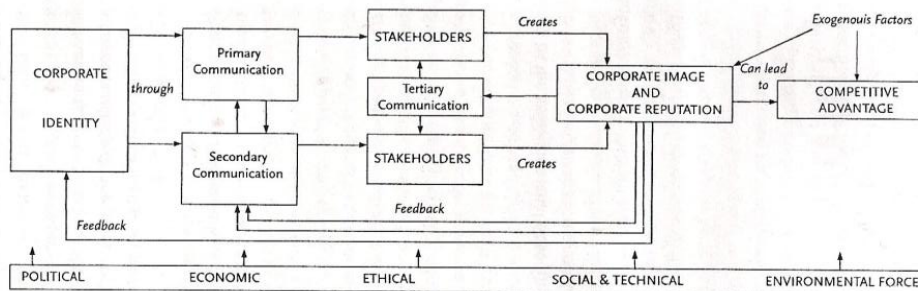 Exogenouis Factors
STAKEHOLDERS
Creates
CORPORATE
IDENTITY
through
Primary
Communication
Tertiary
Communication
CORPORATE IMAGE
AND
CORPORATE REPUTATION
Can lead
to
COMPETITIVE
ADVANTAGE
Secondary
Communication
STAKEHOLDERS
Creates
Feedback
Feedback
POLITICAL
ECONOMIC
ETHICAL
SOCIAL & TECHNICAL
ENVIRONMENTAL FORCE